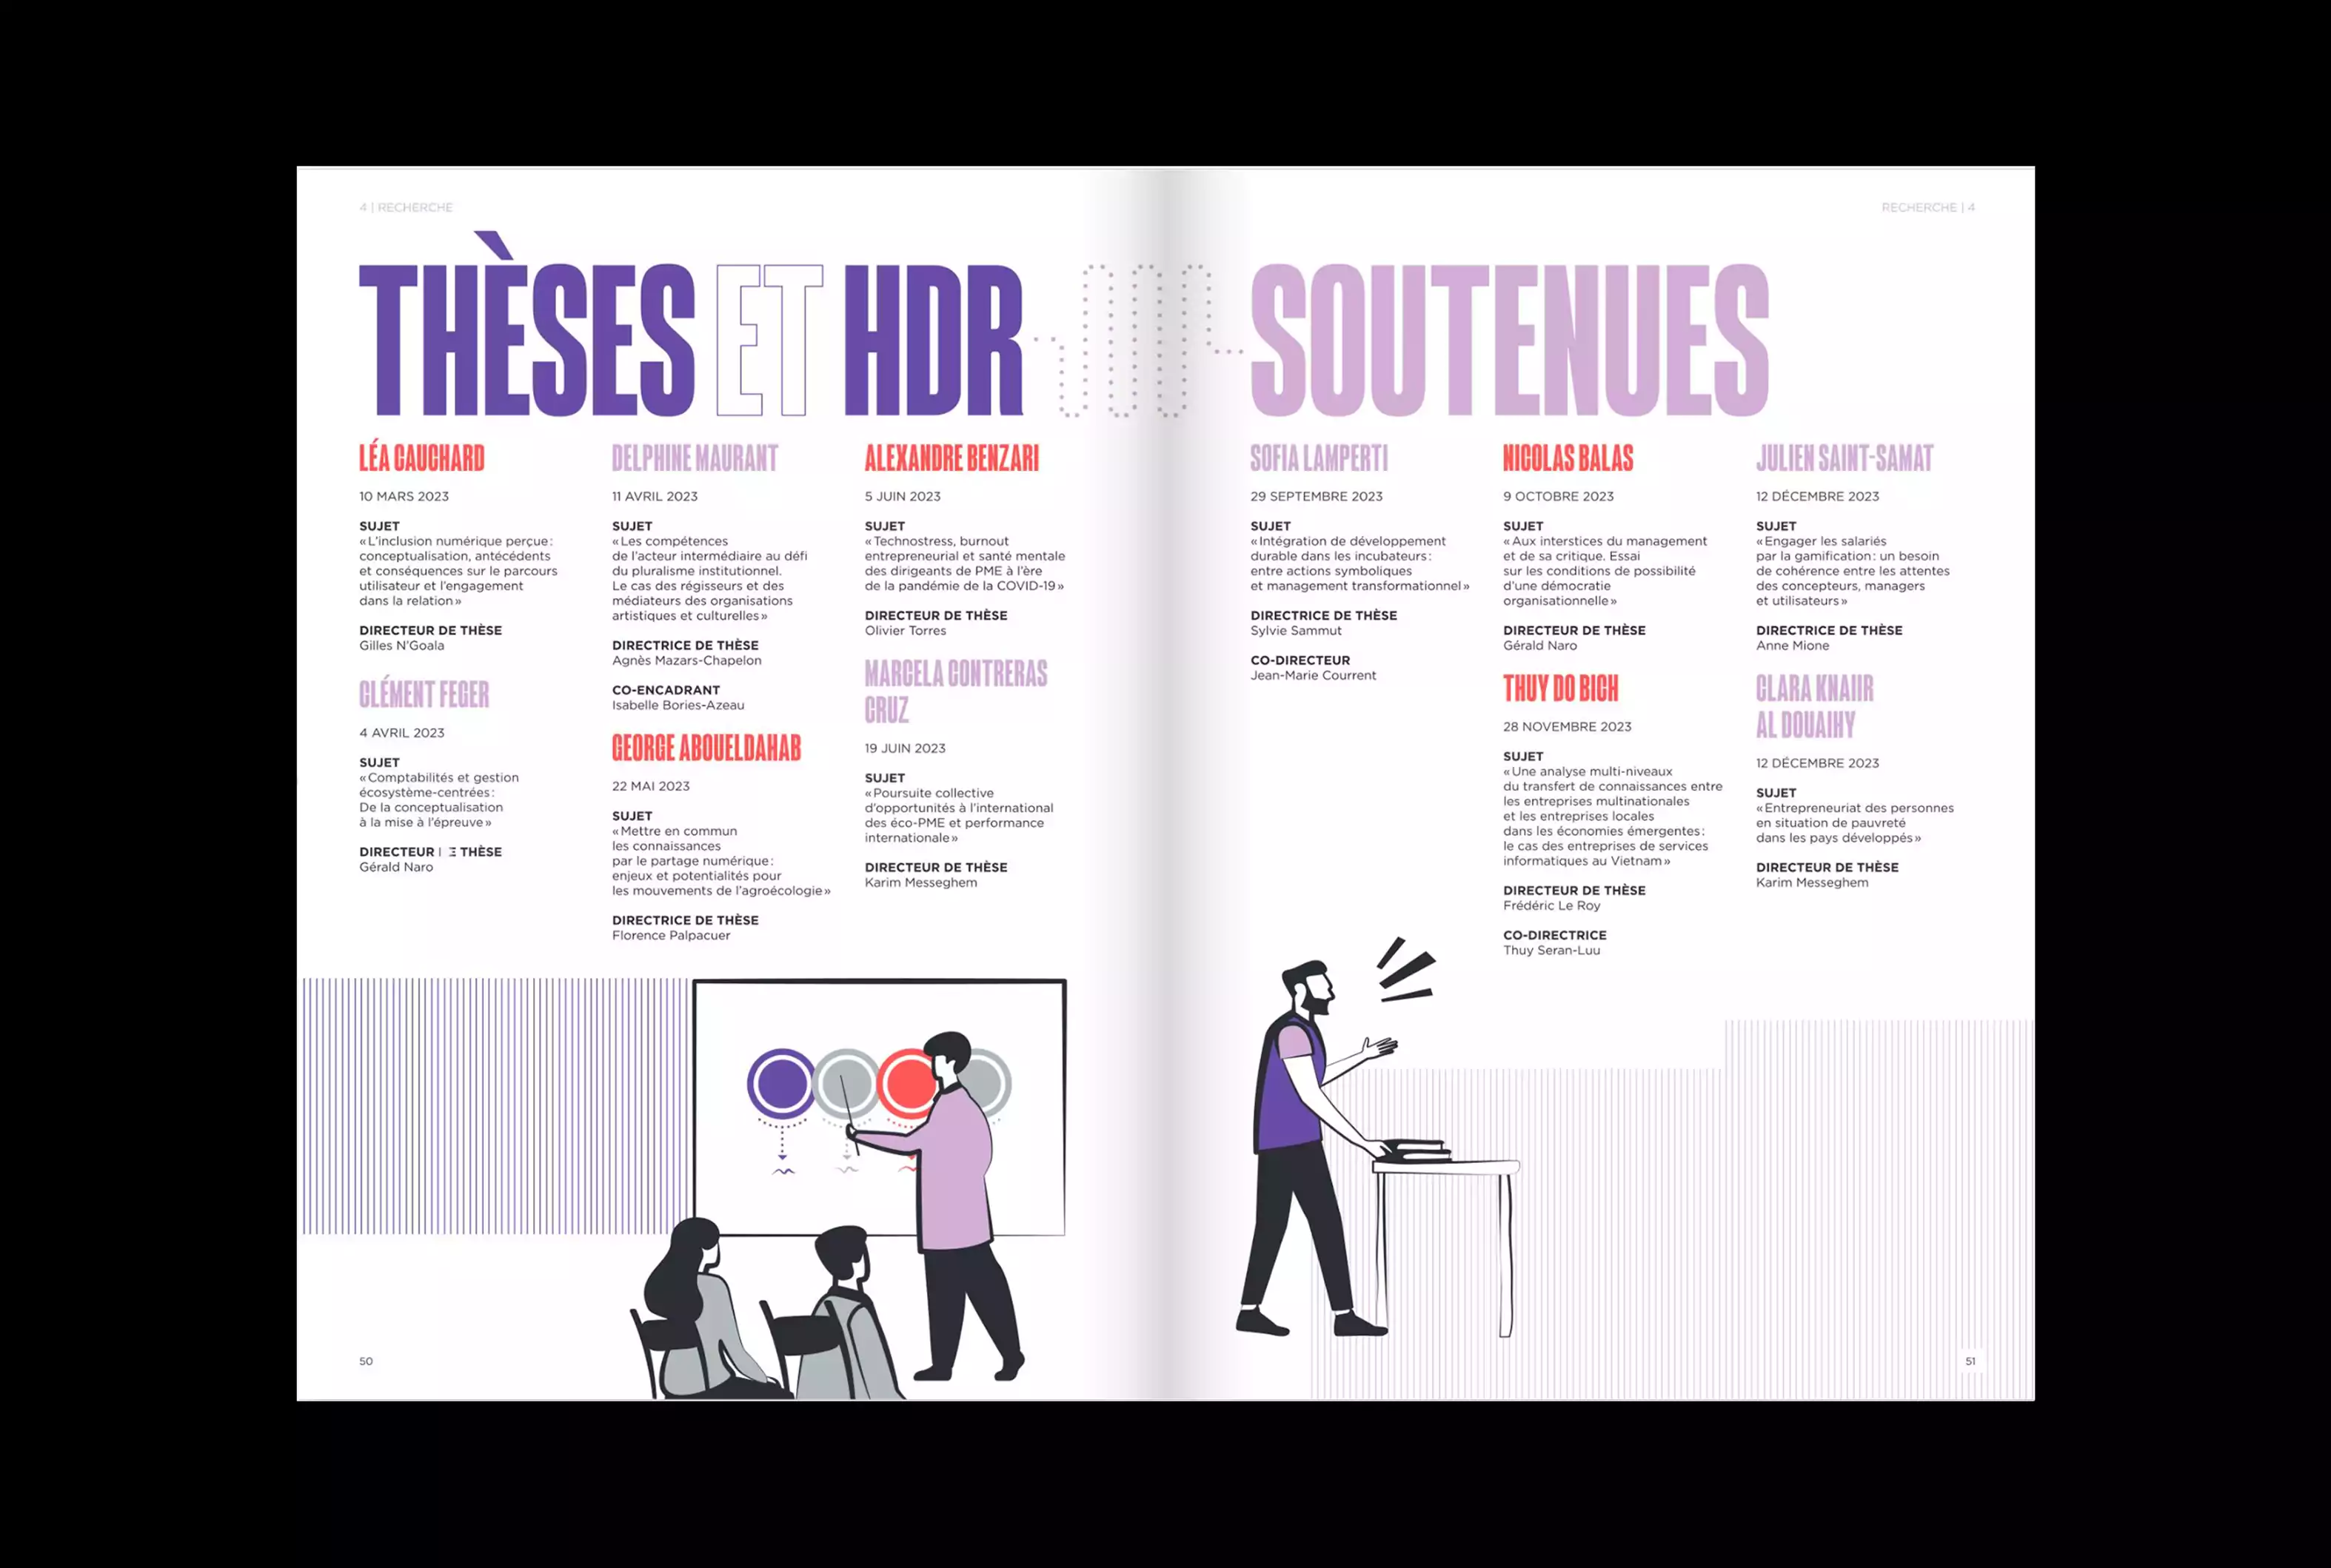 4 | RECHERCHE
THÈSES ET HDR
LÉA CAUCHARD
10 MARS 2023
SUJET
«L'inclusion numérique perçue:
conceptualisation, antécédents
et conséquences sur le parcours
utilisateur et l'engagement
dans la relation»
DIRECTEUR DE THÈSE
Gilles N'Goala
CLÉMENT FEGER
4 AVRIL 2023
SUJET
«Comptabilités et gestion
écosystème-centrées:
De la conceptualisation
à la mise à l'épreuve»
DIRECTEUR THÈSE
Gérald Naro
DELPHINE MAURANT
11 AVRIL 2023
SUJET
«Les compétences
de l'acteur intermédiaire au défi
du pluralisme institutionnel.
Le cas des régisseurs et des
médiateurs des organisations
artistiques et culturelles»
DIRECTRICE DE THÈSE
Agnès Mazars-Chapelon
CO-ENCADRANT
Isabelle Bories-Azeau
GEORGE ABOUELDAHAB
22 MAI 2023
SUJET
«Mettre en commun
les connaissances
par le partage numérique:
enjeux et potentialités pour
les mouvements de l'agroécologie»
DIRECTRICE DE THÈSE
Florence Palpacuer
ALEXANDRE BENZARI
5 JUIN 2023
SUJET
«Technostress, burnout
entrepreneurial et santé mentale
des dirigeants de PME à l'ère
de la pandémie de la COVID-19»
DIRECTEUR DE THÈSE
Olivier Torres
MARCELA CONTRERAS
CRUZ
19 JUIN 2023
SUJET
«Poursuite collective
d'opportunités à l'international
des éco-PME et performance
internationale»
DIRECTEUR DE THÈSE
Karim Messeghem
50
RECHERCHE | 4
SOUTENUES
SOFIA LAMPERTI
29 SEPTEMBRE 2023
SUJET
«Intégration de développement
durable dans les incubateurs:
entre actions symboliques
et management transformationnel»
DIRECTRICE DE THÈSE
Sylvie Sammut
CO-DIRECTEUR
Jean-Marie Courrent
NICOLAS BALAS
9 OCTOBRE 2023
SUJET
«Aux interstices du management
et de sa critique. Essai
sur les conditions de possibilité
d'une démocratie
organisationnelle»
DIRECTEUR DE THÈSE
Gérald Naro
THUY DO BICH
28 NOVEMBRE 2023
SUJET
«Une analyse multi-niveaux
du transfert de connaissances entre
les entreprises multinationales
et les entreprises locales
dans les économies émergentes:
le cas des entreprises de services
informatiques au Vietnam»
DIRECTEUR DE THÈSE
Frédéric Le Roy
CO-DIRECTRICE
Thuy Seran-Luu
JULIEN SAINT-SAMAT
12 DÉCEMBRE 2023
SUJET
«Engager les salariés
par la gamification: un besoin
de cohérence entre les attentes
des concepteurs, managers
et utilisateurs»
DIRECTRICE DE THÈSE
Anne Mione
CLARA KNAIIR
AL DOUAIHY
12 DÉCEMBRE 2023
SUJET
«Entrepreneuriat des personnes
en situation de pauvreté
dans les pays développés»
DIRECTEUR DE THÈSE
Karim Messeghem
51